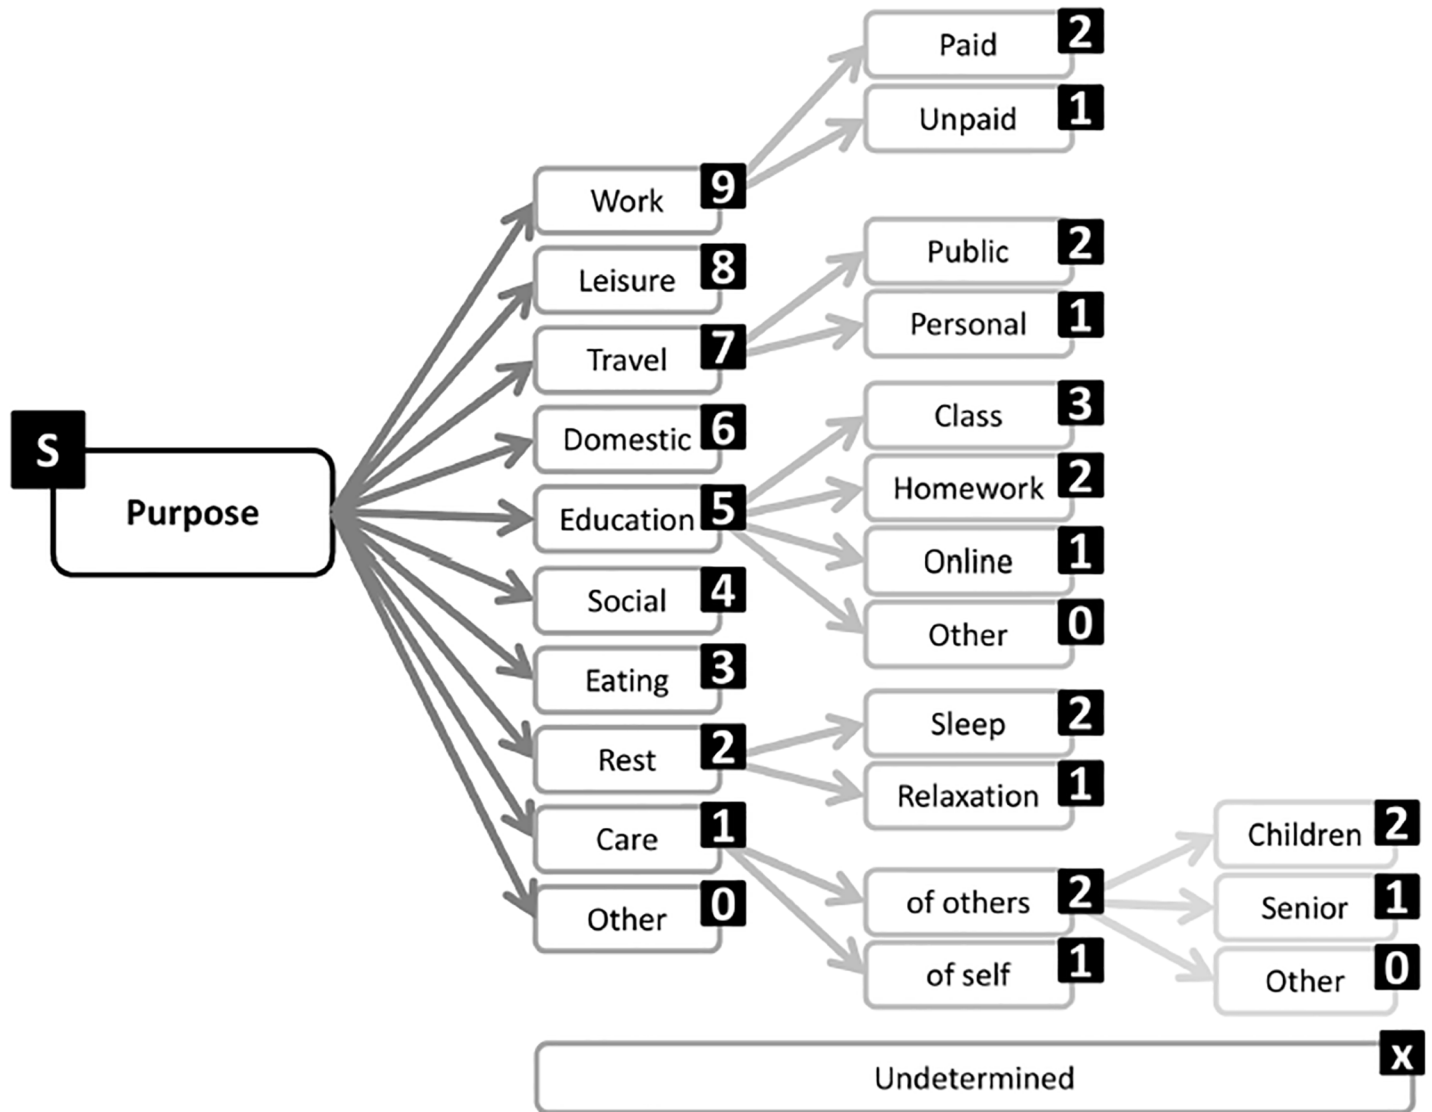 S
Purpose
Work 9
Leisure 8
Travel 7
Domestic 6
Education 5
Social 4
Eating 3
Rest 2
Care 1
Other 0
Paid 2
Unpaid 1
Public 2
Personal 1
Class 3
Homework 2
Online 1
Other 0
Sleep 2
Relaxation 1
of others 2
of self 1
Children 2
Senior 1
Other 0
Undetermined x